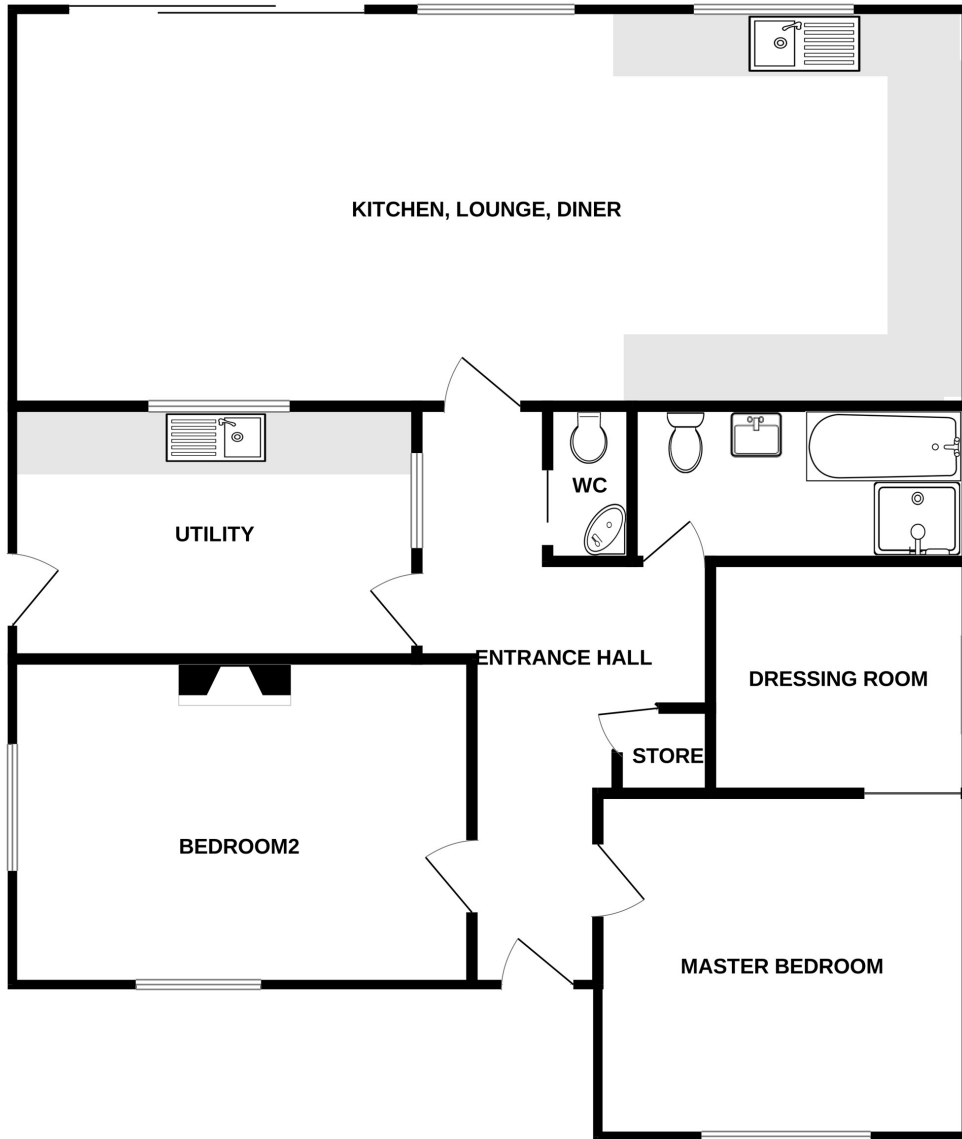 KITCHEN, LOUNGE, DINER
WC
UTILITY
ENTRANCE HALL
DRESSING ROOM
STORE
BEDROOM2
MASTER BEDROOM